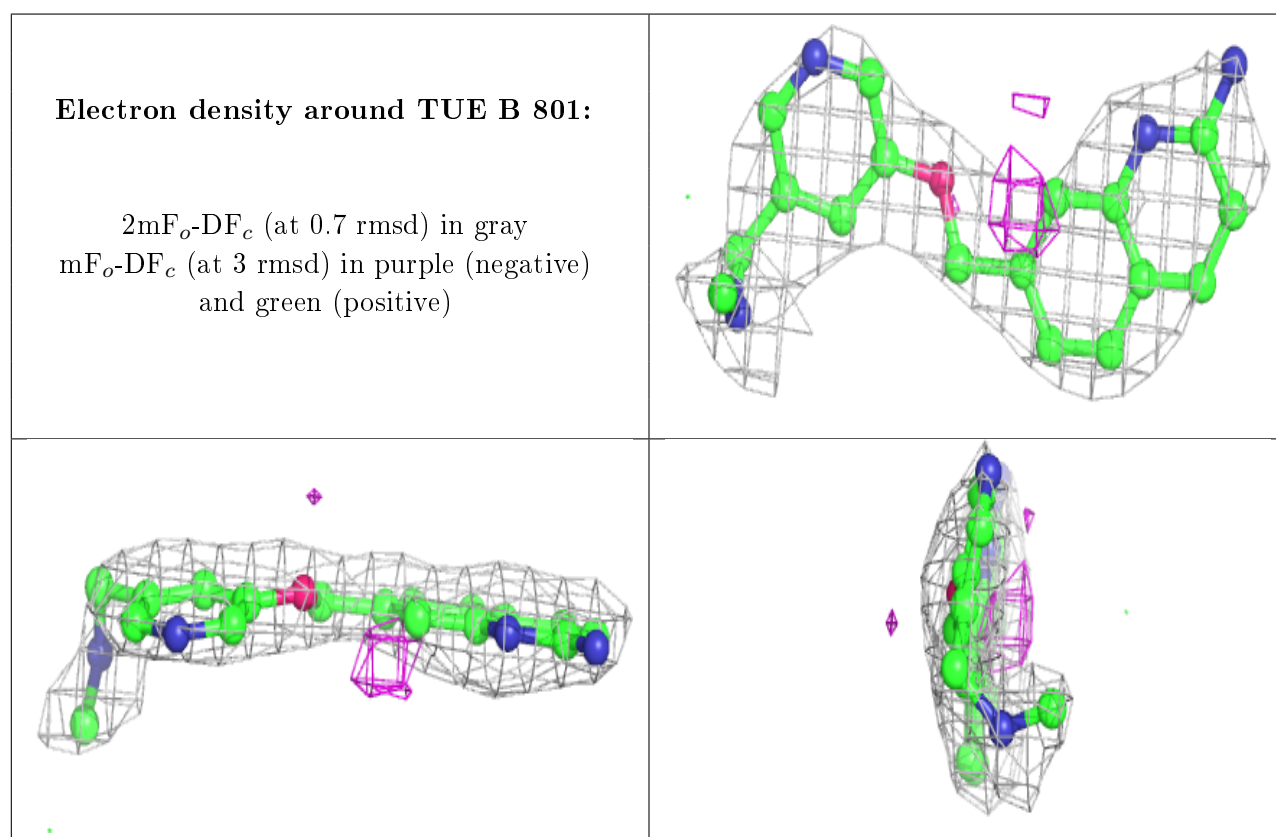 Electron density around TUE B 801:
2mFₒ-DF𝒸 (at 0.7 rmsd) in gray
mFₒ-DF𝒸 (at 3 rmsd) in purple (negative)
and green (positive)